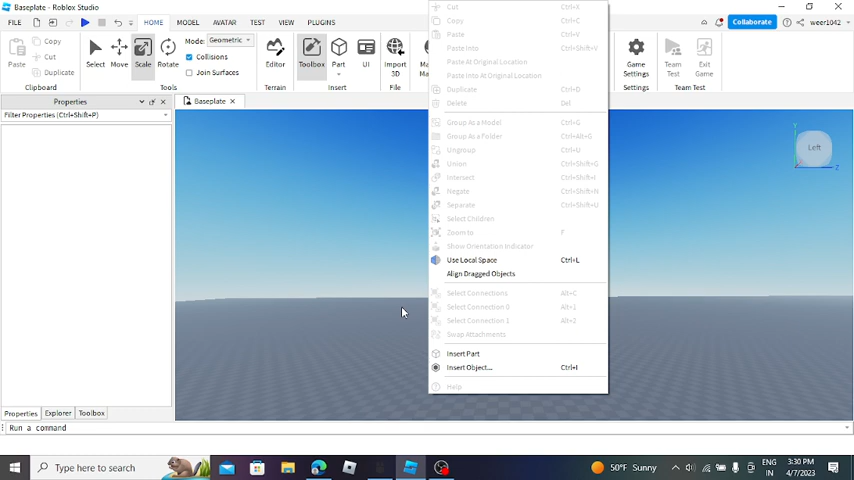 Baseplate - Roblox Studio
FILE HOME MODEL AVATAR TEST VIEW PLUGINS
Collaborate weer1042
Paste
Copy
Cut
Duplicate
Clipboard
Select Move Scale Rotate
Mode: Geometric
Collisions
Join Surfaces
Tools
Editor
Terrain
Toolbox Part UI
Insert
Import
3D
File
Game
Settings
Settings
Team
Test
Exit
Game
Team Test
Properties
Filter Properties (Ctrl+Shift+P)
Baseplate
Cut Ctrl+X
Copy Ctrl+C
Paste Ctrl+V
Paste Into Ctrl+Shift+V
Paste At Original Location
Paste Into At Original Location
Duplicate Ctrl+D
Delete Del
Group As a Model Ctrl+G
Group As a Folder Ctrl+Alt+G
Ungroup Ctrl+U
Union Ctrl+Shift+G
Intersect Ctrl+Shift+I
Negate Ctrl+Shift+N
Separate Ctrl+Shift+U
Select Children
Zoom to F
Show Orientation Indicator
Use Local Space Ctrl+L
Align Dragged Objects
Select Connections Alt+C
Select Connection 0 Alt+1
Select Connection 1 Alt+2
Swap Attachments
Insert Part
Insert Object... Ctrl+I
Help
Y
Left
Z
Properties Explorer Toolbox
Run a command
Type here to search
50°F Sunny
ENG
IN
3:30 PM
4/7/2023